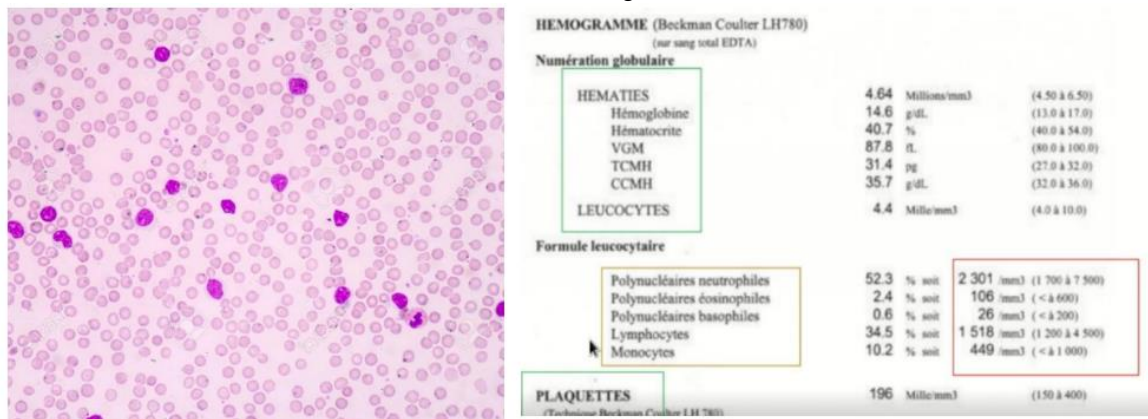 HEMOGRAMME (Beckman Coulter LH780)
(sur sang total EDTA)
Numération globulaire
HEMATIES 4.64 Millions/mm3 (4.50 à 6.50)
Hémoglobine 14.6 g/dL (13.0 à 17.0)
Hématocrite 40.7 % (40.0 à 54.0)
VGM 87.8 fL (80.0 à 100.0)
TCMH 31.4 pg (27.0 à 32.0)
CCMH 35.7 g/dL (32.0 à 36.0)
LEUCOCYTES 4.4 Mille/mm3 (4.0 à 10.0)
Formule leucocytaire
Polynucléaires neutrophiles 52.3 % soit 2 301 /mm3 (1 700 à 7 500)
Polynucléaires éosinophiles 2.4 % soit 106 /mm3 ( < à 600)
Polynucléaires basophiles 0.6 % soit 26 /mm3 ( < à 200)
Lymphocytes 34.5 % soit 1 518 /mm3 (1 200 à 4 500)
Monocytes 10.2 % soit 449 /mm3 ( < à 1 000)
PLAQUETTES 196 Mille/mm3 (150 à 400)
(Technique Beckman Coulter LH 780)